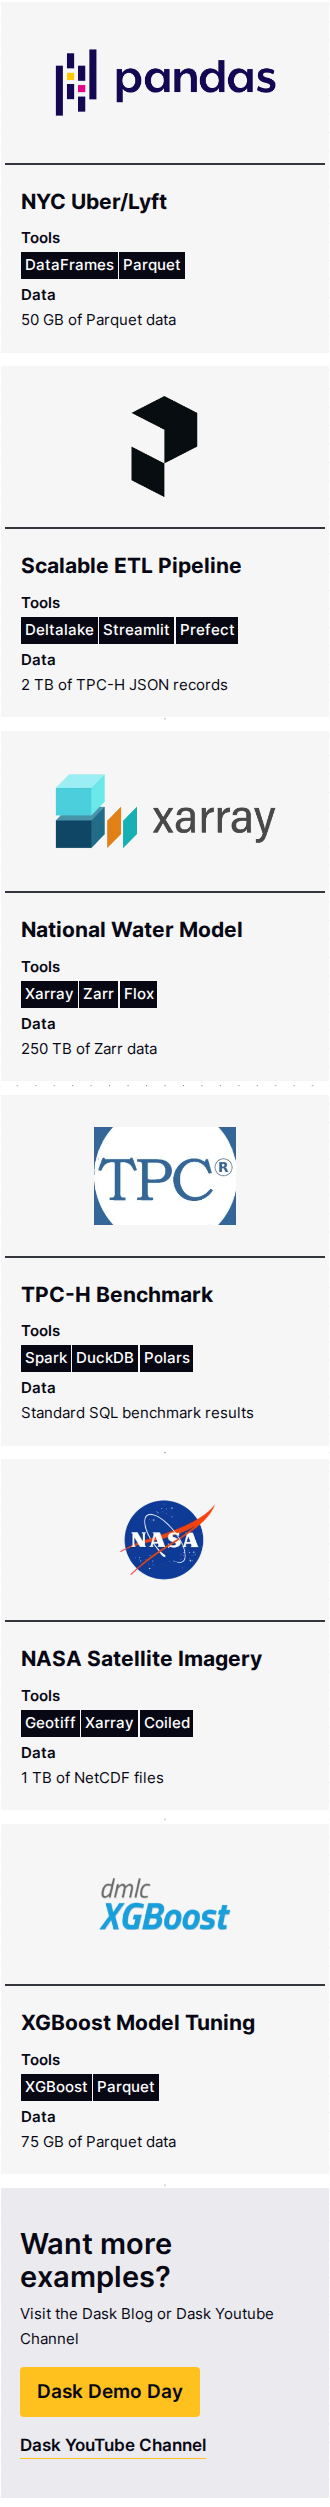 pandas
NYC Uber/Lyft
Tools
DataFrames Parquet
Data
50 GB of Parquet data
Scalable ETL Pipeline
Tools
Deltalake Streamlit Prefect
Data
2 TB of TPC-H JSON records
xarray
National Water Model
Tools
Xarray Zarr Flox
Data
250 TB of Zarr data
TPC®
TPC-H Benchmark
Tools
Spark DuckDB Polars
Data
Standard SQL benchmark results
NASA
NASA Satellite Imagery
Tools
Geotiff Xarray Coiled
Data
1 TB of NetCDF files
dmlc
XGBoost
XGBoost Model Tuning
Tools
XGBoost Parquet
Data
75 GB of Parquet data
Want more
examples?
Visit the Dask Blog or Dask Youtube
Channel
Dask Demo Day
Dask YouTube Channel